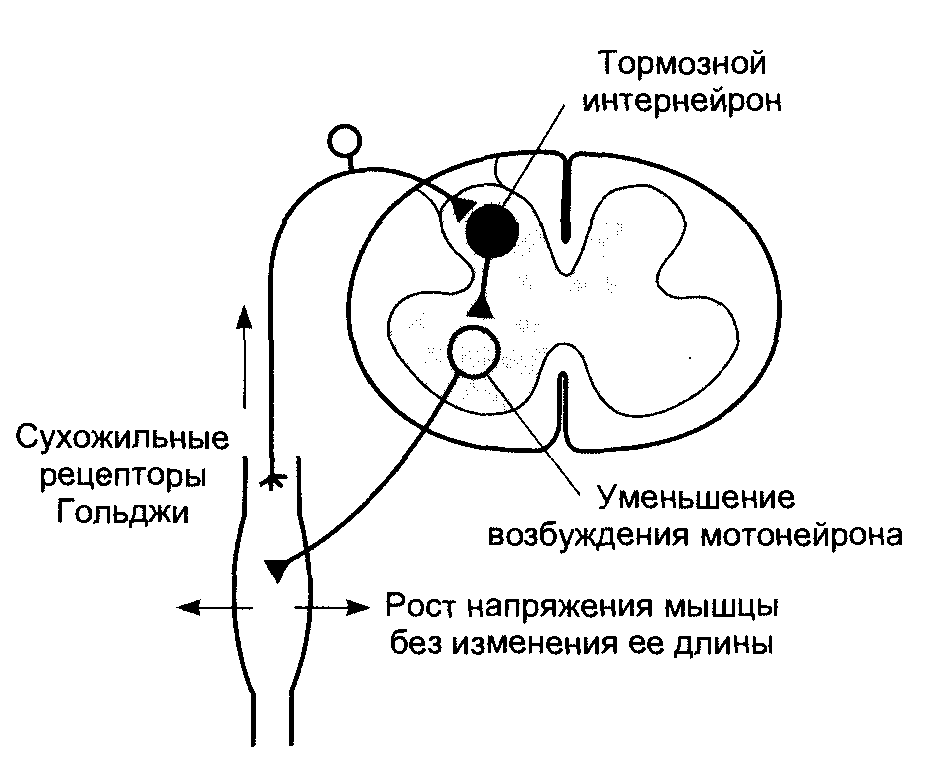 Тормозной
интернейрон
Сухожильные
рецепторы
Гольджи
Уменьшение
возбуждения мотонейрона
Рост напряжения мышцы
без изменения ее длины